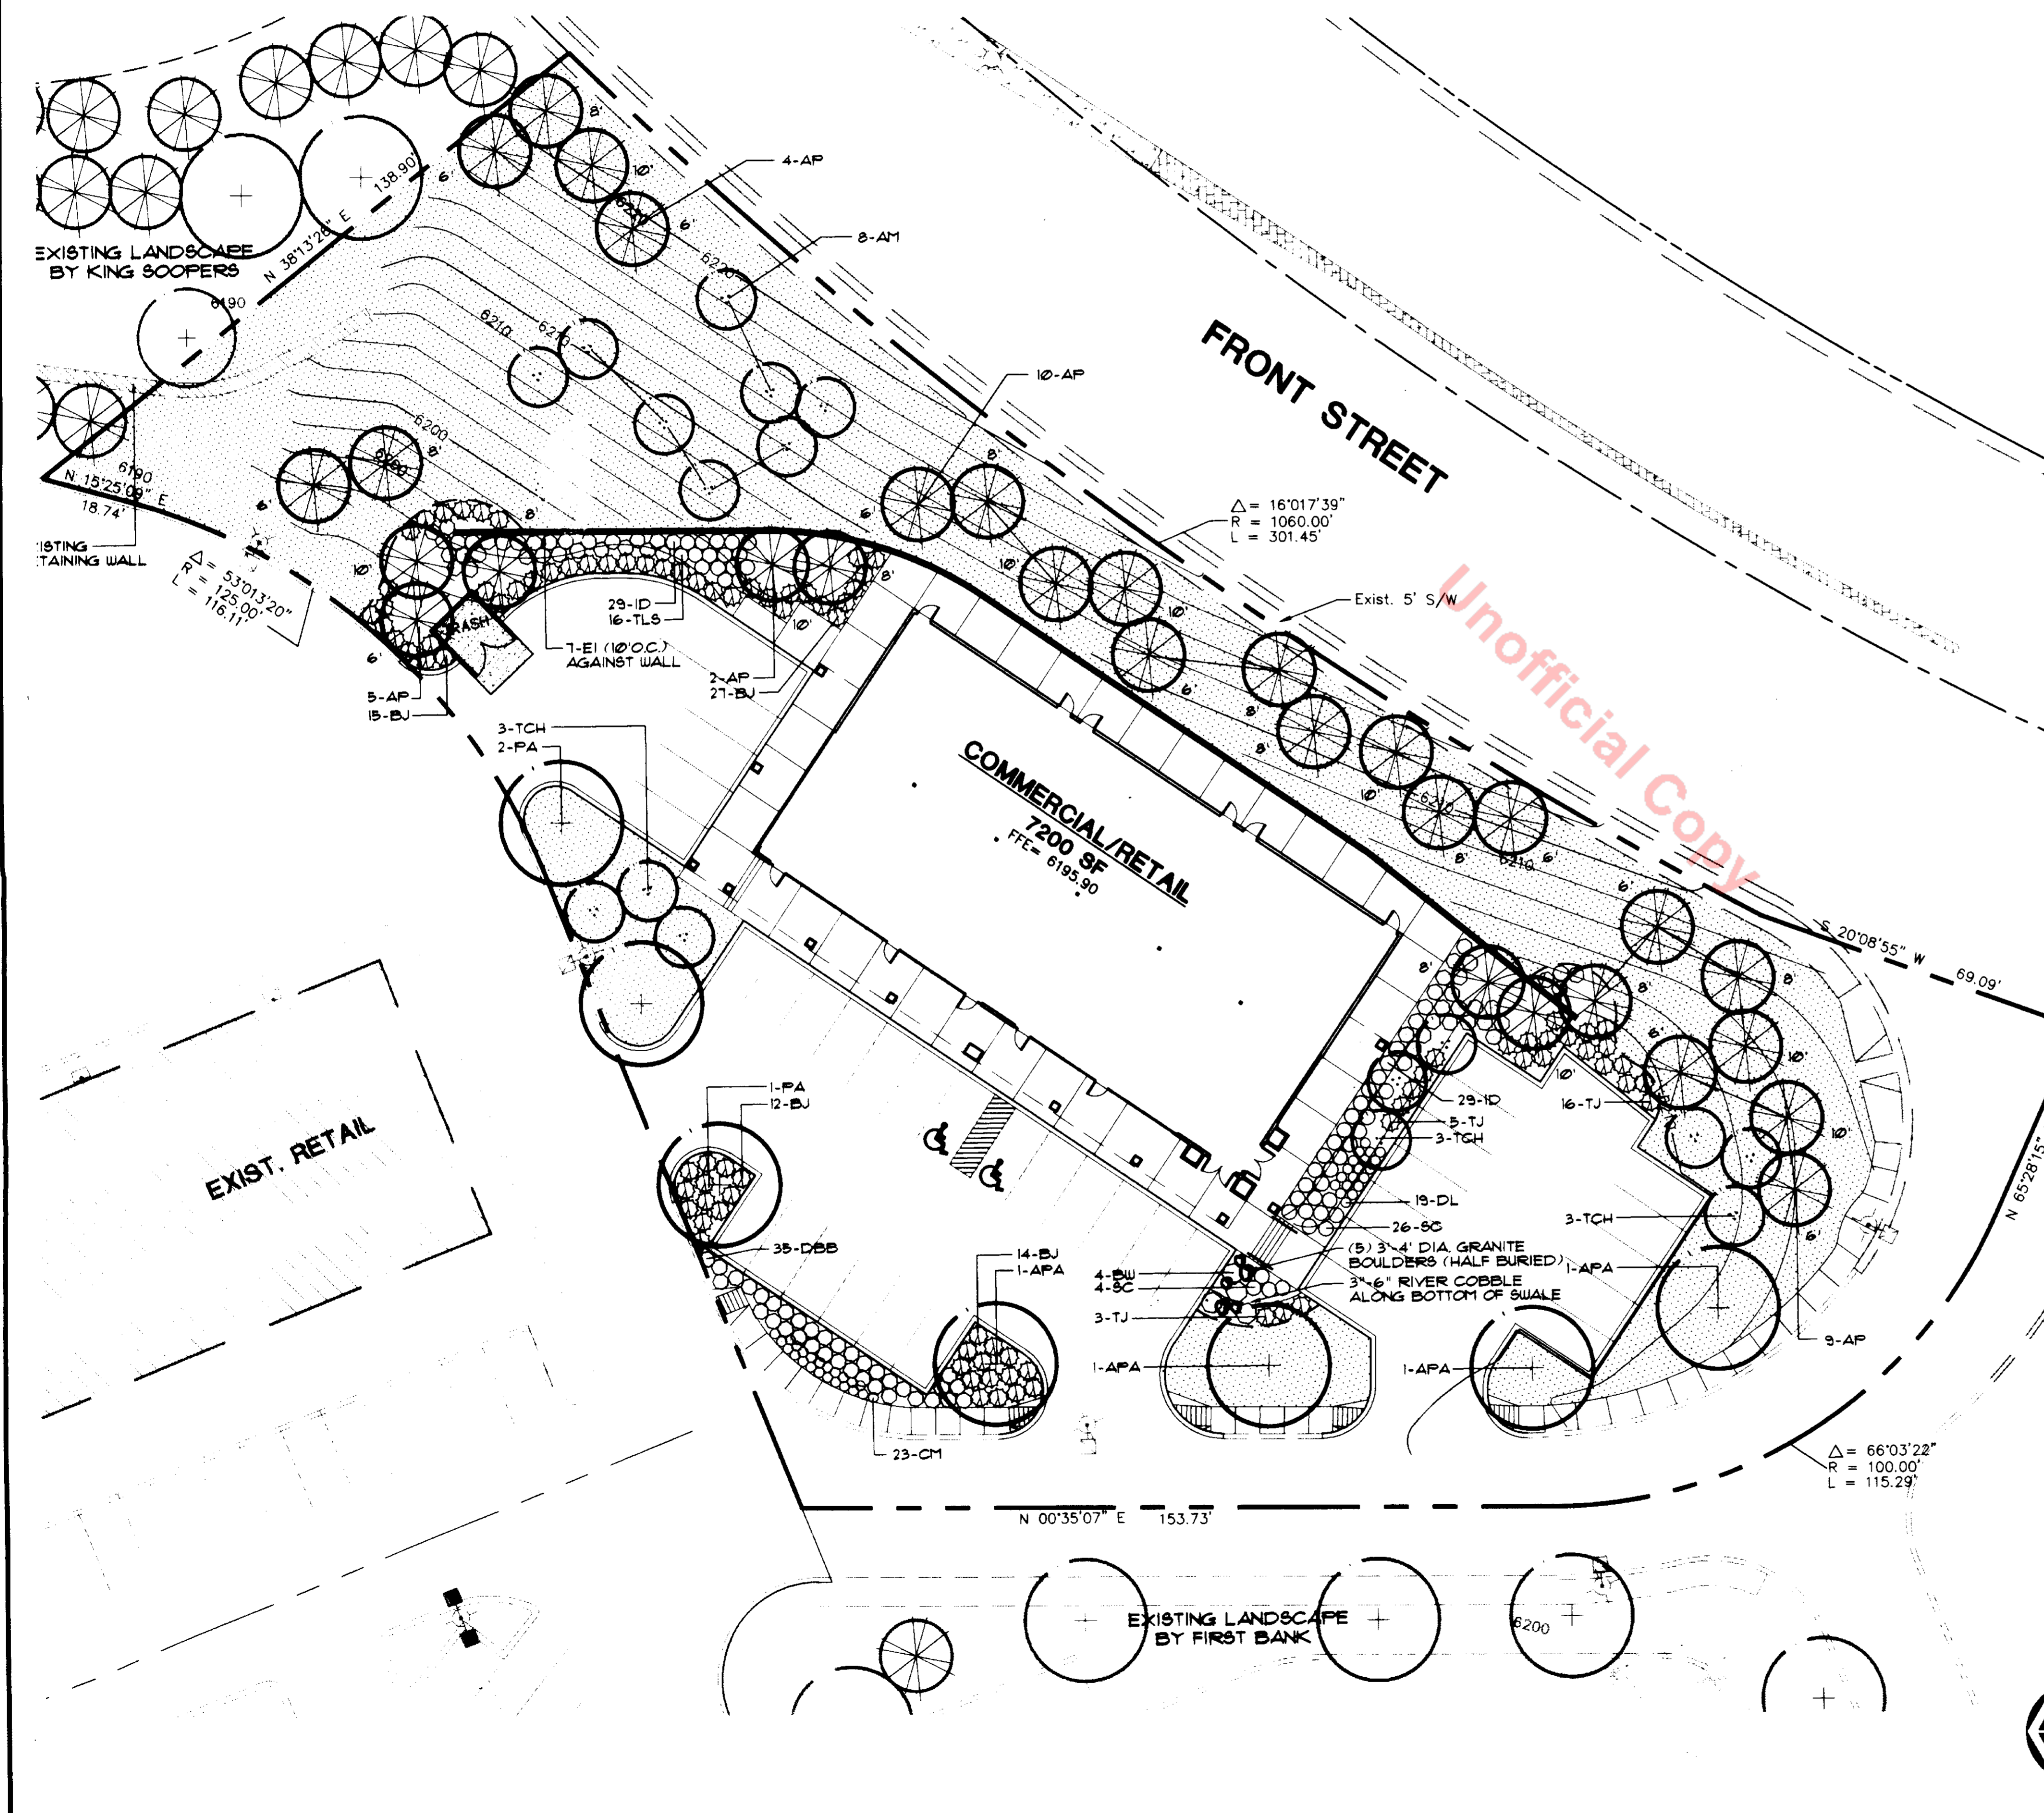 4-AP
8-AM
138.90'
N 38°13'26" E
EXISTING LANDSCAPE
BY KING SOOPERS
6190
6220
6210
6200
10-AP
FRONT STREET
6190
N 15°25'09" E
18.74'
TAINING WALL
Δ = 53°013'20"
R = 125.00'
L = 116.11'
Δ = 16°017'39"
R = 1060.00'
L = 301.45'
Exist. 5' S/W
Unofficial Copy
29-ID
16-TLS
7-EI (10'O.C.)
AGAINST WALL
TRASH
2-AP
27-BJ
5-AP
15-BJ
3-TCH
2-PA
COMMERCIAL/RETAIL
7200 SF
FFE= 6195.90
6210
6210
S 20°08'55" W
69.09'
N 65°28'15"
1-PA
12-BJ
EXIST. RETAIL
29-ID
5-TJ
3-TCH
16-TJ
19-DL
26-SC
3-TCH
35-DBB
14-BJ
1-APA
(5) 3'-4' DIA. GRANITE
BOULDERS (HALF BURIED)
1-APA
4-BW
4-SC
3"-6" RIVER COBBLE
ALONG BOTTOM OF SWALE
3-TJ
1-APA
1-APA
9-AP
23-CM
Δ = 66°03'22"
R = 100.00'
L = 115.29'
N 00°35'07" E 153.73'
EXISTING LANDSCAPE
BY FIRST BANK
6200